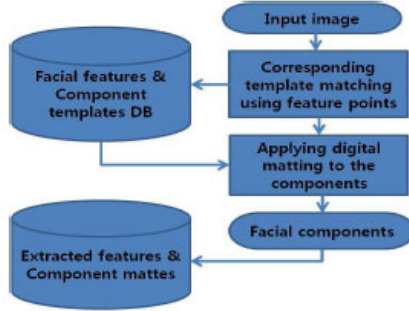 Input image
Facial features &
Component
templates DB
Corresponding
template matching
using feature points
Applying digital
matting to the
components
Facial components
Extracted features &
Component mattes